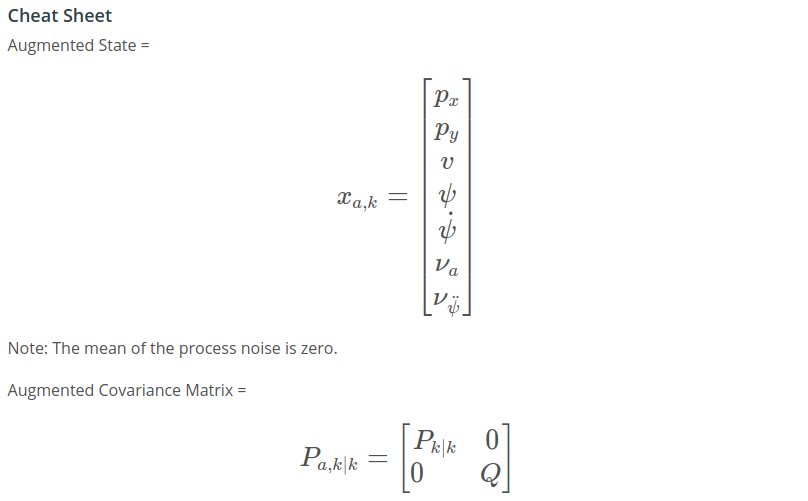 Cheat Sheet
Augmented State =
x_{a,k} = \begin{bmatrix} p_x \\ p_y \\ v \\ \psi \\ \dot{\psi} \\ \nu_a \\ \nu_{\ddot{\psi}} \end{bmatrix}
Note: The mean of the process noise is zero.
Augmented Covariance Matrix =
P_{a,k|k} = \begin{bmatrix} P_{k|k} & 0 \\ 0 & Q \end{bmatrix}